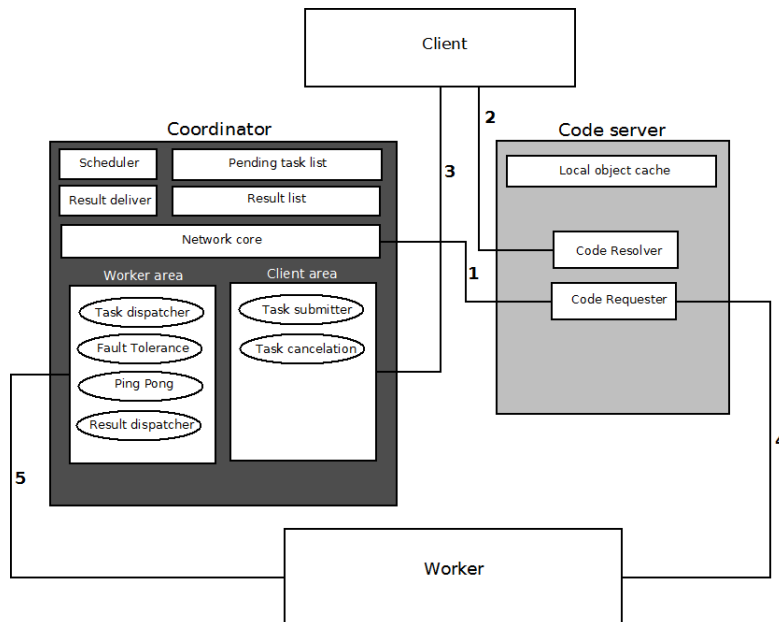 Client
2
Coordinator
Code server
Scheduler
Pending task list
3
Local object cache
Result deliver
Result list
Network core
Code Resolver
1
Worker area
Client area
Code Requester
Task dispatcher
Task submitter
Fault Tolerance
Task cancelation
Ping Pong
Result dispatcher
4
5
Worker